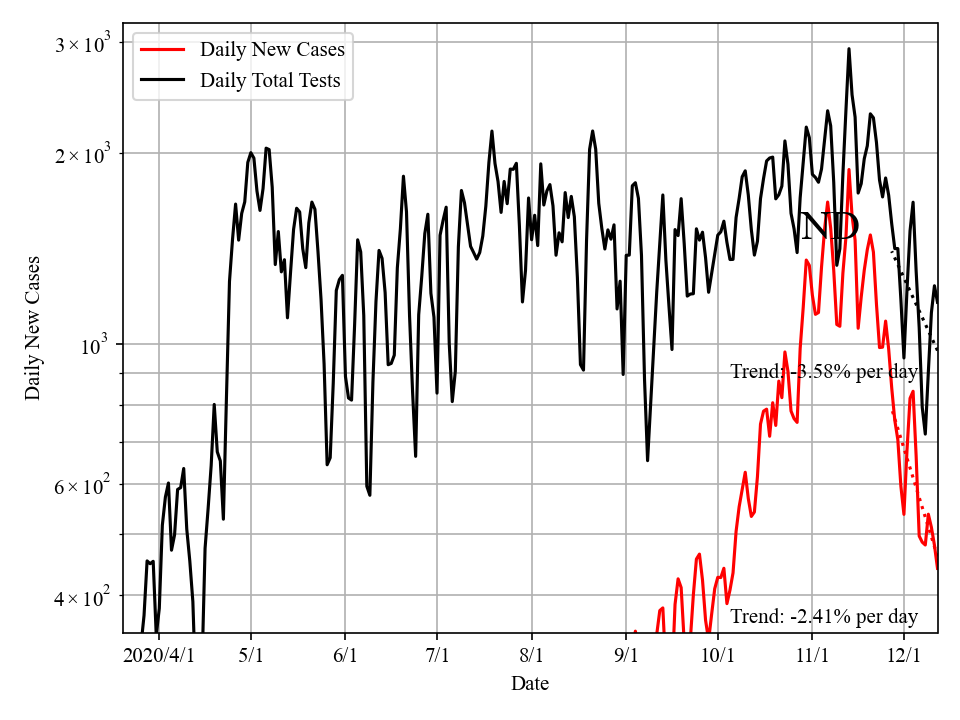 Daily New Cases
Daily Total Tests
3 × 10³
2 × 10³
10³
6 × 10²
4 × 10²
Daily New Cases
ND
Trend: -3.58% per day
Trend: -2.41% per day
2020/4/1 5/1 6/1 7/1 8/1 9/1 10/1 11/1 12/1
Date